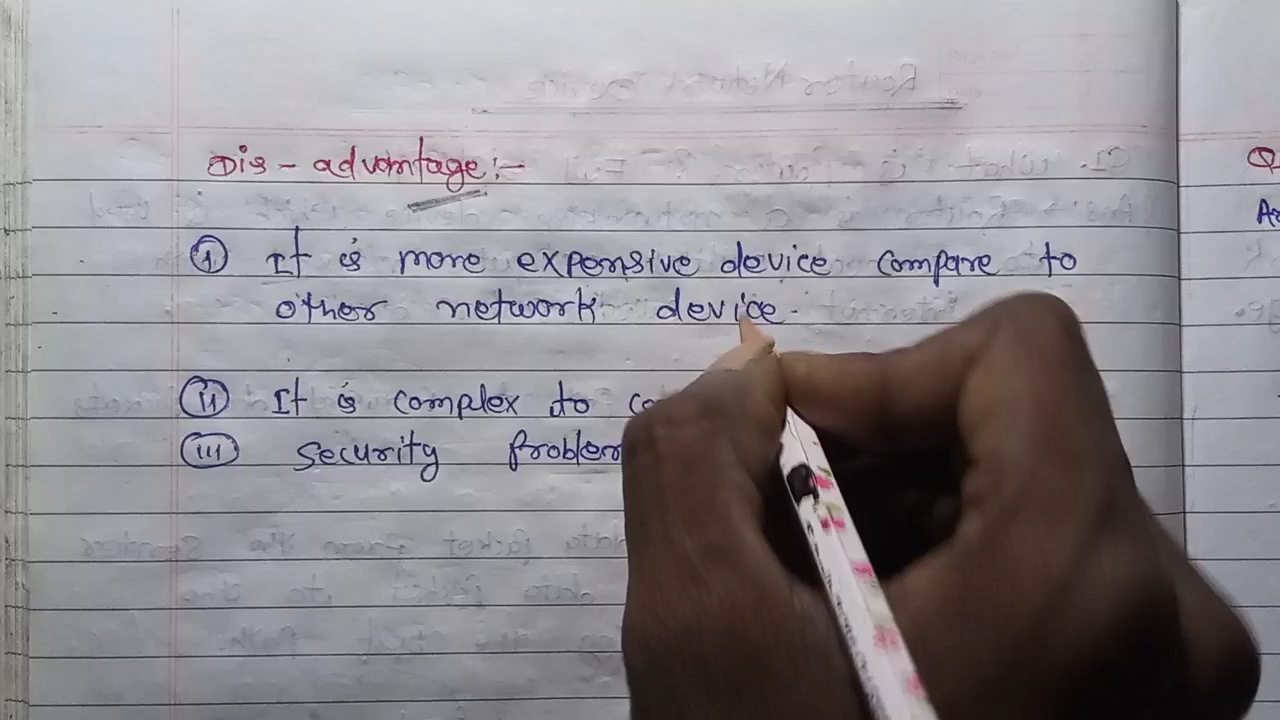 Dis - advantage :-
(i) It is more expensive device compare to
other network device.
(ii) It is complex to
(iii) Security
Q